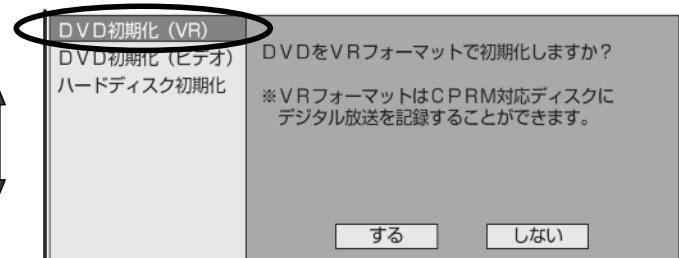 ＤＶＤ初期化（VR）
ＤＶＤ初期化（ビデオ）
ハードディスク初期化
ＤＶＤをＶＲフォーマットで初期化しますか？
※ＶＲフォーマットはＣＰＲＭ対応ディスクに
デジタル放送を記録することができます。
する
しない